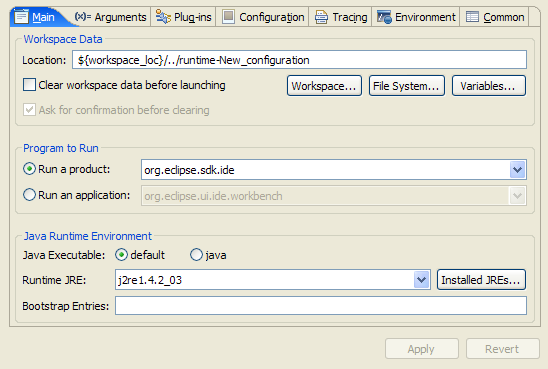 Main (x)= Arguments Plug-ins Configuration Tracing Environment Common
Workspace Data
Location: ${workspace_loc}/../runtime-New_configuration
Clear workspace data before launching Workspace... File System... Variables...
Ask for confirmation before clearing
Program to Run
Run a product: org.eclipse.sdk.ide
Run an application: org.eclipse.ui.ide.workbench
Java Runtime Environment
Java Executable: default java
Runtime JRE: j2re1.4.2_03 Installed JREs...
Bootstrap Entries:
Apply Revert